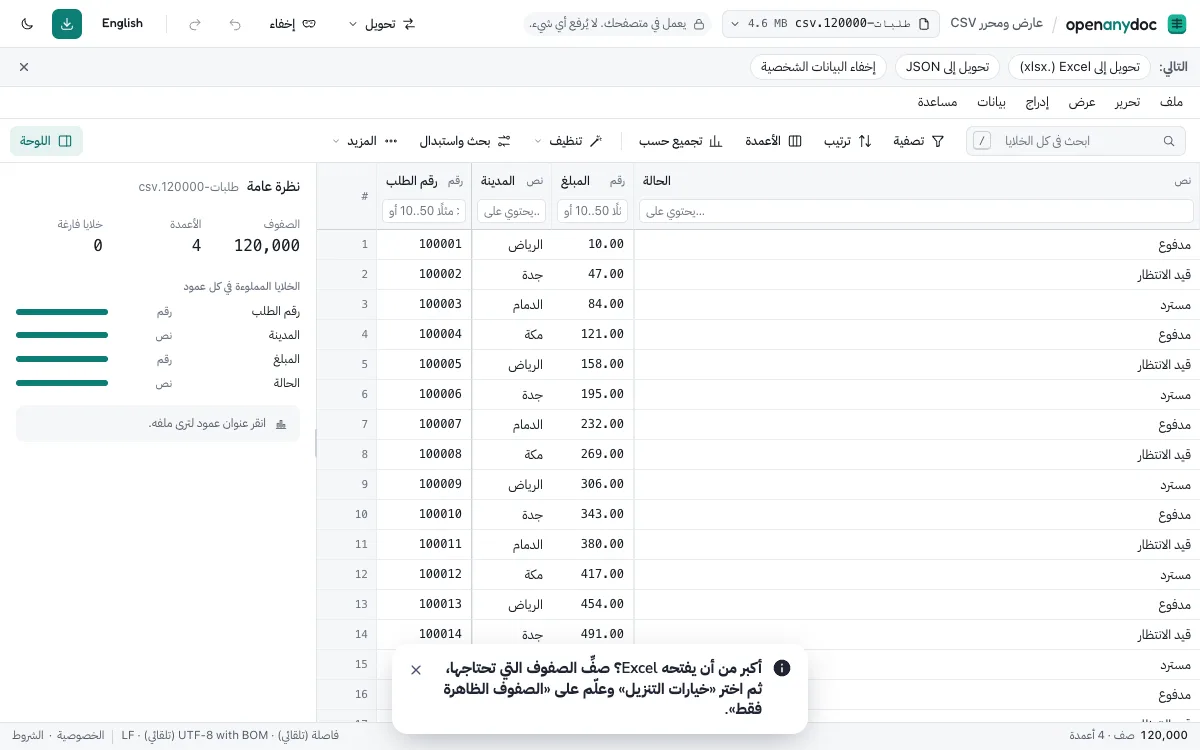 openanydoc / عارض ومحرر CSV
طلبات-120000.csv 4.6 MB
يعمل في متصفحك. لا يُرفع أي شيء.
تحويل
إخفاء
English
التالي:
تحويل إلى Excel (.xlsx)
تحويل إلى JSON
إخفاء البيانات الشخصية
ملف تحرير عرض إدراج بيانات مساعدة
ابحث في كل الخلايا /
تصفية
ترتيب
الأعمدة
تجميع حسب
تنظيف
بحث واستبدال
المزيد
اللوحة
# رقم الطلب رقم المدينة نص المبلغ رقم الحالة نص
يحتوي على...
1 100001 الرياض 10.00 مدفوع
2 100002 جدة 47.00 قيد الانتظار
3 100003 الدمام 84.00 مسترد
4 100004 مكة 121.00 مدفوع
5 100005 الرياض 158.00 قيد الانتظار
6 100006 جدة 195.00 مسترد
7 100007 الدمام 232.00 مدفوع
8 100008 مكة 269.00 قيد الانتظار
9 100009 الرياض 306.00 مسترد
10 100010 جدة 343.00 مدفوع
11 100011 الدمام 380.00 قيد الانتظار
12 100012 مكة 417.00 مسترد
13 100013 الرياض 454.00 مدفوع
14 100014 جدة 491.00 قيد الانتظار
15 مسترد
16 مدفوع
نظرة عامة طلبات-120000.csv
الصفوف الأعمدة خلايا فارغة
120,000 4 0
الخلايا المملوءة في كل عمود
رقم الطلب رقم
المدينة نص
المبلغ رقم
الحالة نص
انقر عنوان عمود لترى ملفه.
أكبر من أن يفتحه Excel؟ صفِّ الصفوف التي تحتاجها،
ثم اختر «خيارات التنزيل» وعلّم على «الصفوف الظاهرة
فقط».
120,000 صف · 4 أعمدة
فاصلة (تلقائي) · UTF-8 with BOM (تلقائي) · LF
الخصوصية · الشروط